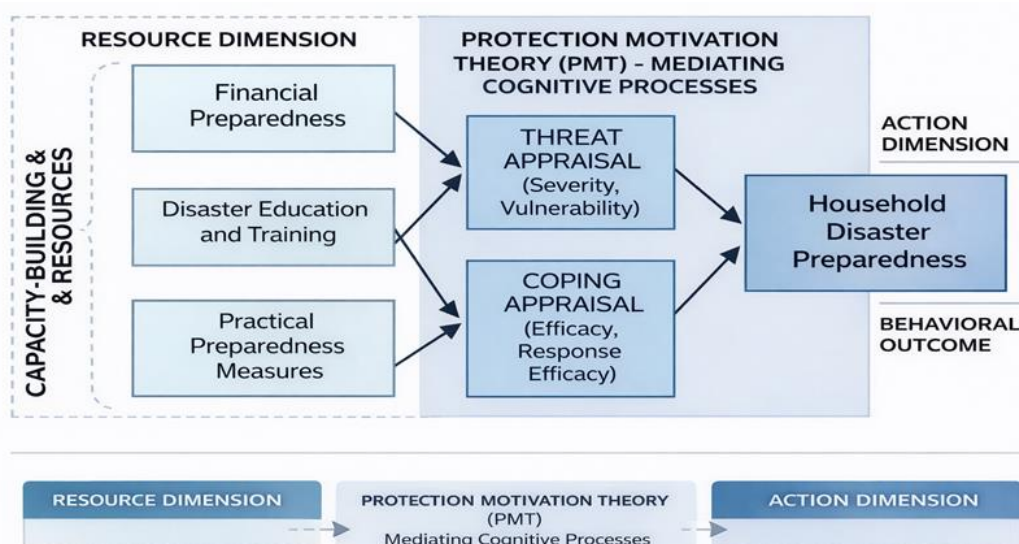 RESOURCE DIMENSION
PROTECTION MOTIVATION
THEORY (PMT) – MEDIATING
COGNITIVE PROCESSES
CAPACITY-BUILDING
& RESOURCES
Financial
Preparedness
Disaster Education
and Training
Practical
Preparedness
Measures
THREAT
APPRAISAL
(Severity,
Vulnerability)
COPING
APPRAISAL
(Efficacy,
Response
Efficacy)
ACTION
DIMENSION
Household
Disaster
Preparedness
BEHAVIORAL
OUTCOME
RESOURCE DIMENSION
PROTECTION MOTIVATION THEORY
(PMT)
Mediating Cognitive Processes
ACTION DIMENSION